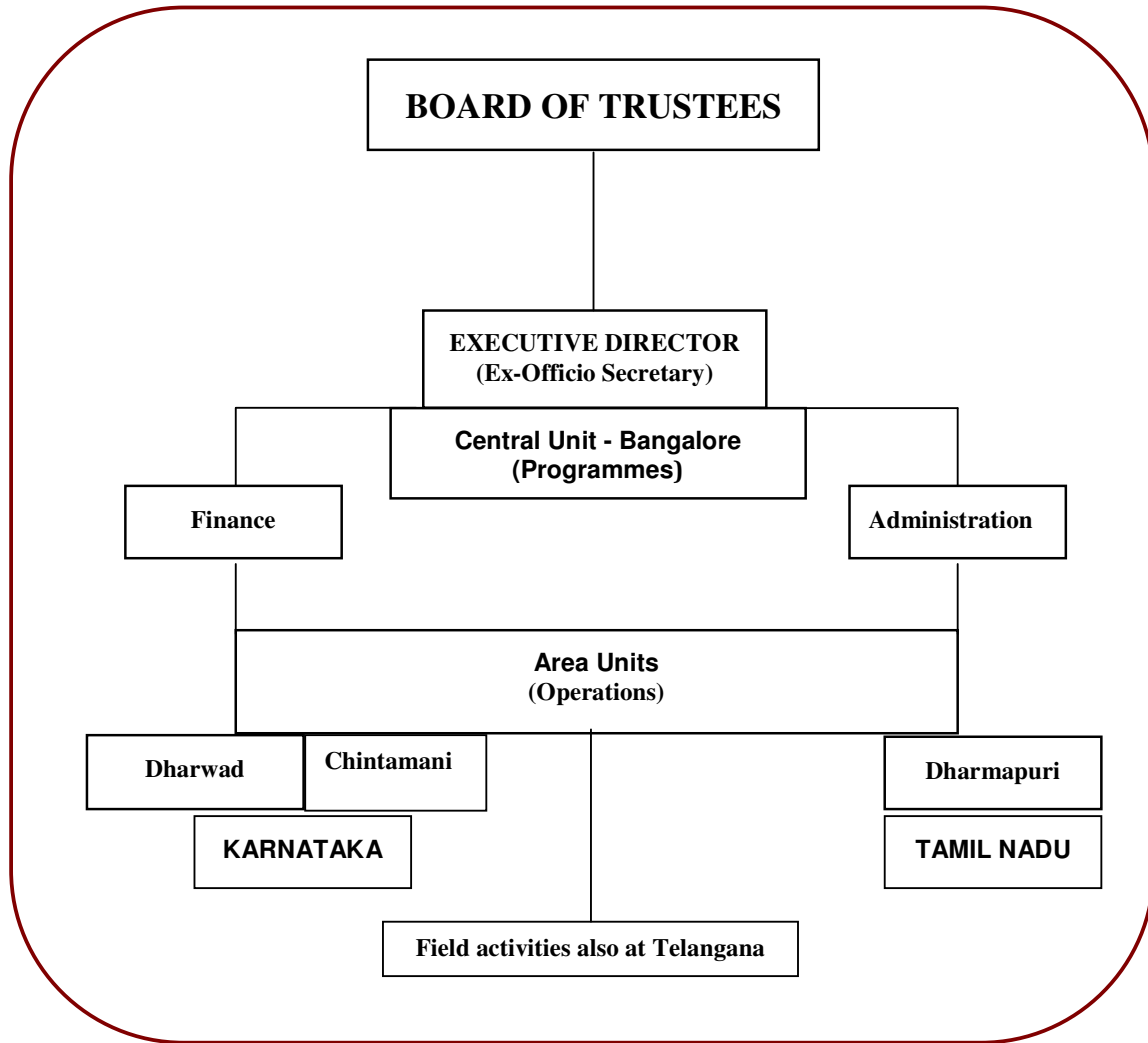 BOARD OF TRUSTEES
EXECUTIVE DIRECTOR
(Ex-Officio Secretary)
Central Unit - Bangalore
(Programmes)
Finance
Administration
Area Units
(Operations)
Dharwad
Chintamani
Dharmapuri
KARNATAKA
TAMIL NADU
Field activities also at Telangana